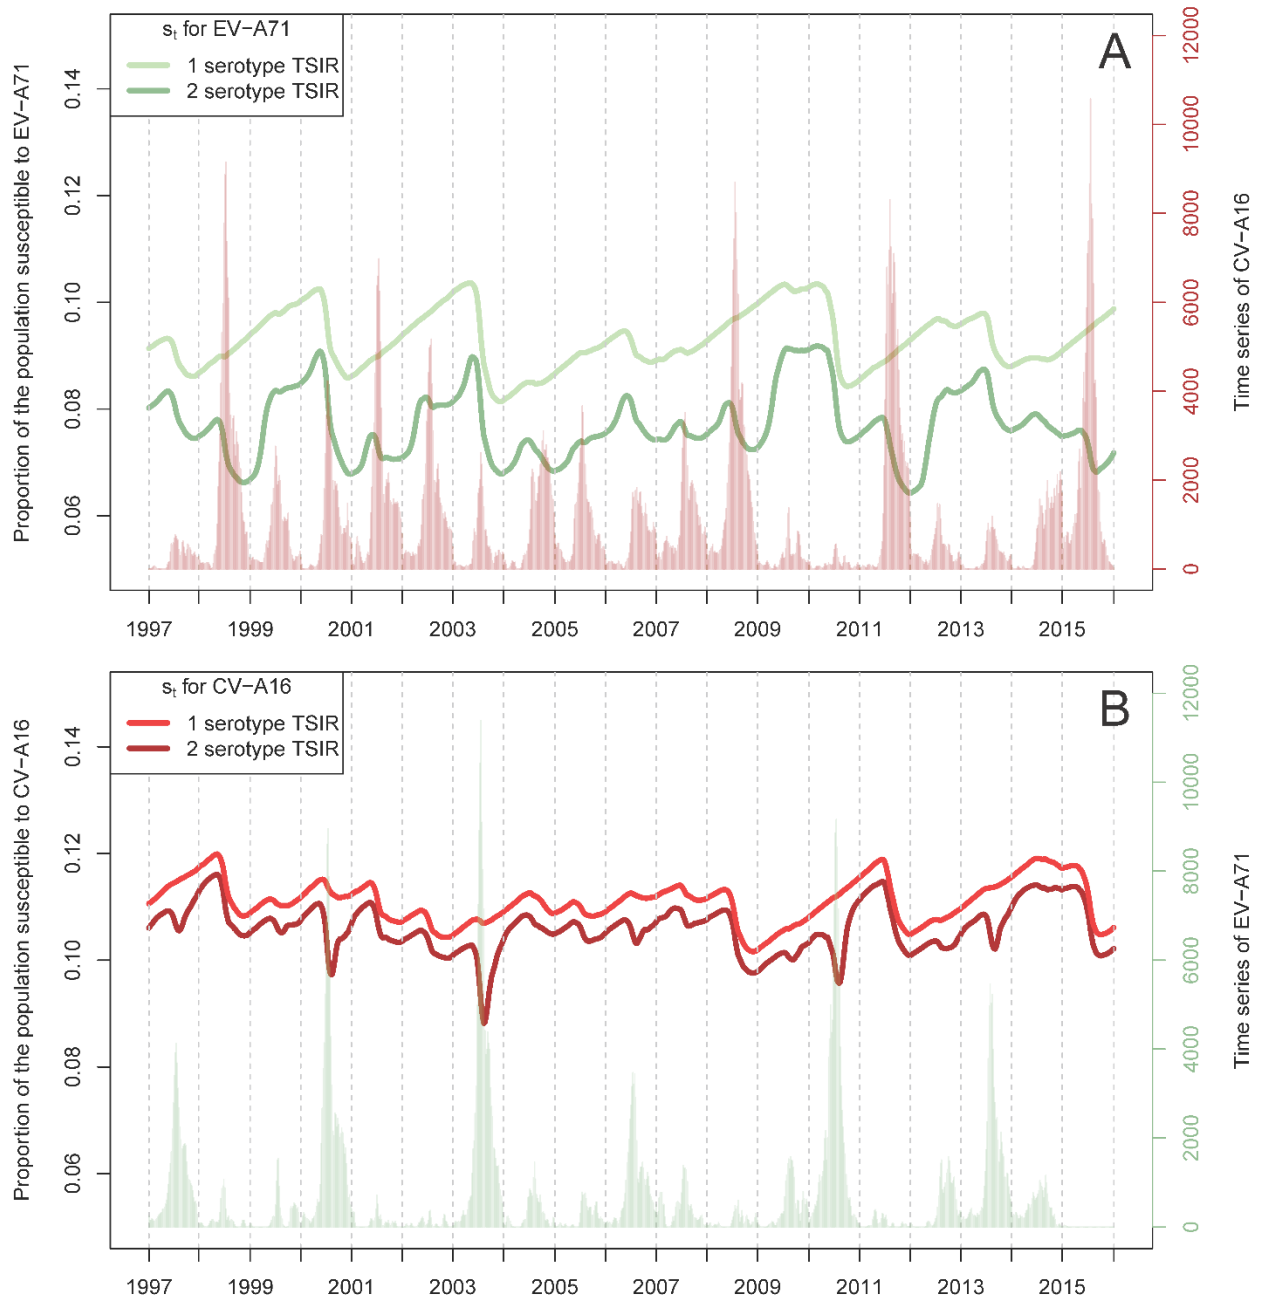 A
s_t for EV−A71
1 serotype TSIR
2 serotype TSIR
Proportion of the population susceptible to EV−A71
0.14
0.12
0.10
0.08
0.06
12000
10000
8000
6000
4000
2000
0
Time series of CV−A16
1997 1999 2001 2003 2005 2007 2009 2011 2013 2015
B
s_t for CV−A16
1 serotype TSIR
2 serotype TSIR
Proportion of the population susceptible to CV−A16
0.14
0.12
0.10
0.08
0.06
12000
10000
8000
6000
4000
2000
0
Time series of EV−A71
1997 1999 2001 2003 2005 2007 2009 2011 2013 2015